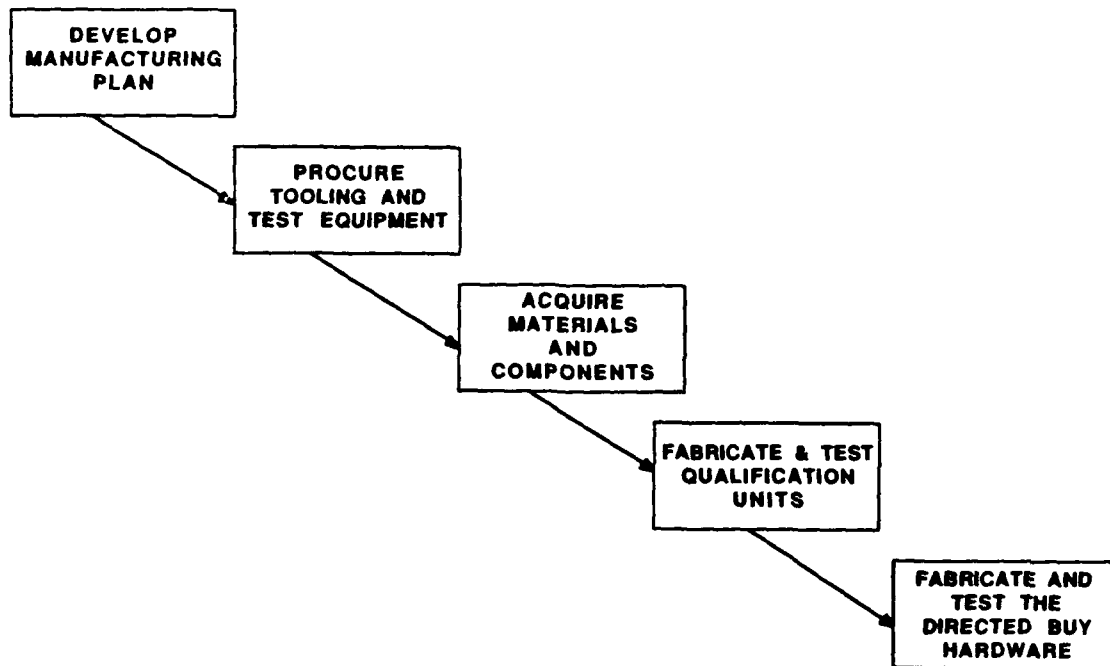 DEVELOP
MANUFACTURING
PLAN
PROCURE
TOOLING AND
TEST EQUIPMENT
ACQUIRE
MATERIALS
AND
COMPONENTS
FABRICATE & TEST
QUALIFICATION
UNITS
FABRICATE AND
TEST THE
DIRECTED BUY
HARDWARE